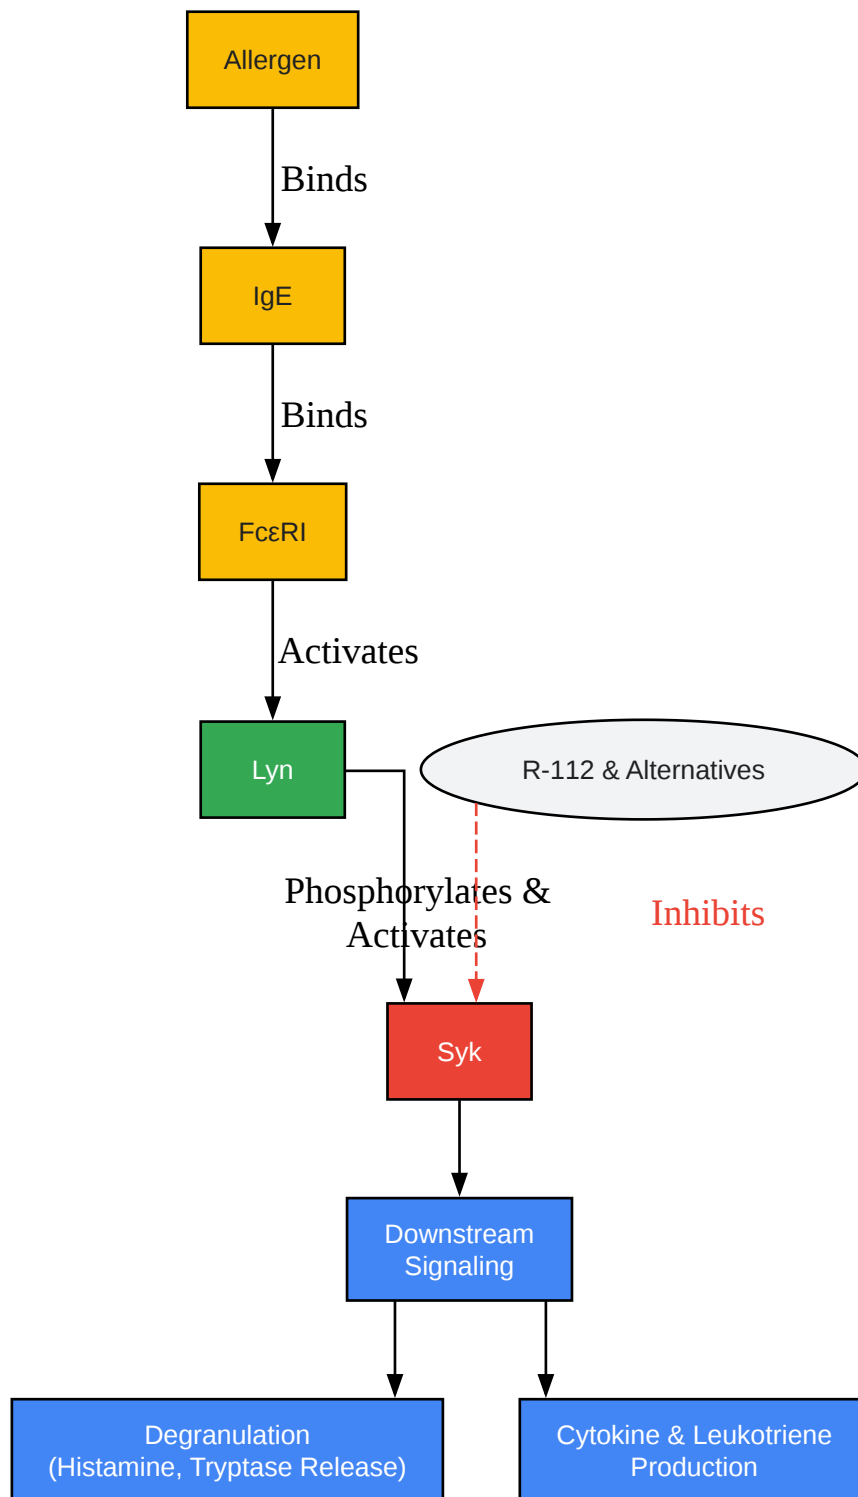 Allergen
Binds
IgE
Binds
FcεRI
Activates
Lyn
R-112 & Alternatives
Phosphorylates &
Activates
Inhibits
Syk
Downstream
Signaling
Degranulation
(Histamine, Tryptase Release)
Cytokine & Leukotriene
Production